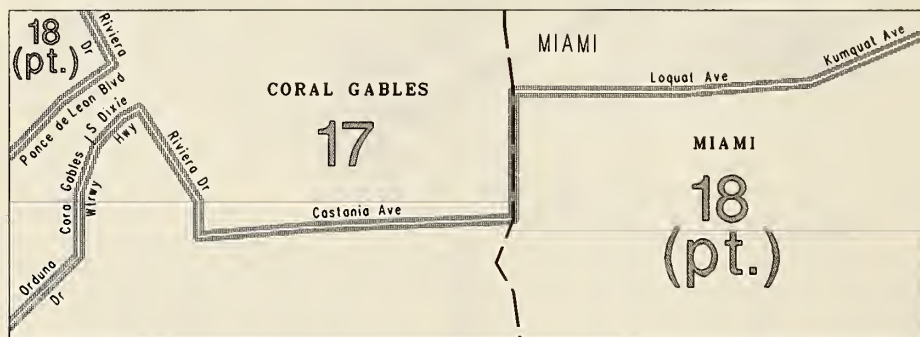 18
(pt.)
Riviera
Dr
Ponce de Leon Blvd
Cora Gables
Wtrwy
S Dixie
Hwy
Riviera Dr
Orduna
Dr
CORAL GABLES
17
Castania Ave
MIAMI
Loquat Ave
Kumquat Ave
MIAMI
18
(pt.)